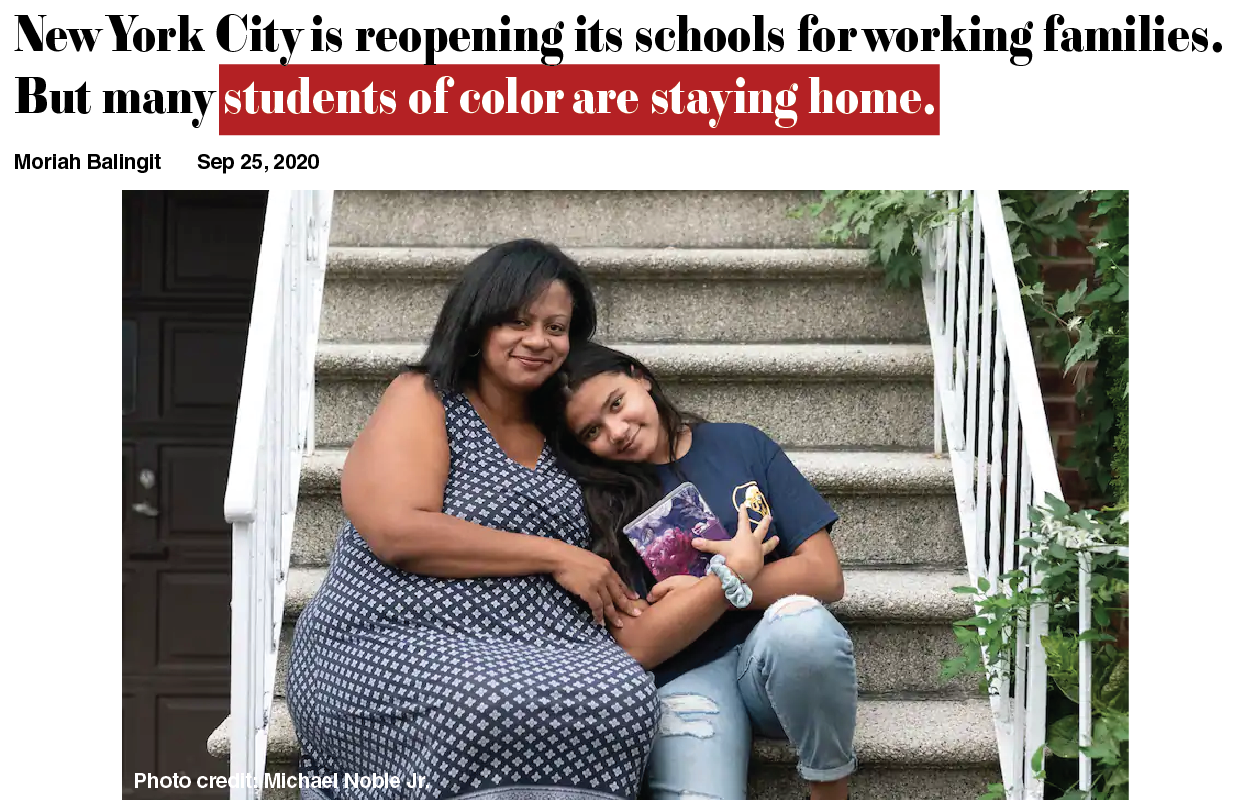 New York City is reopening its schools for working families.
But many students of color are staying home.
Moriah Balingit Sep 25, 2020
Photo credit: Michael Noble Jr.